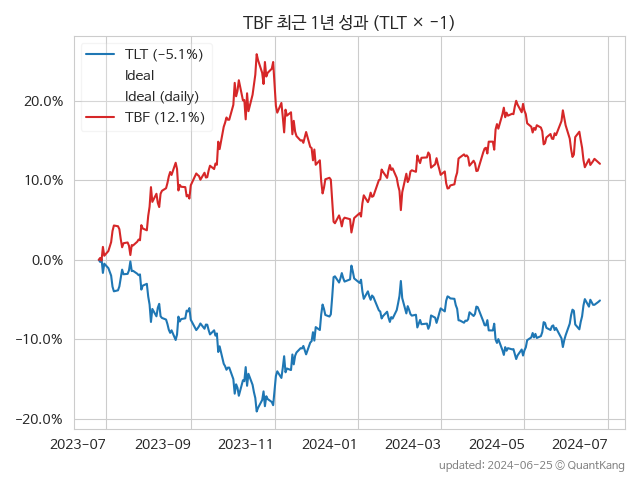 TBF 최근 1년 성과 (TLT × -1)
TLT (-5.1%)
Ideal
Ideal (daily)
TBF (12.1%)
20.0%
10.0%
0.0%
-10.0%
-20.0%
2023-07 2023-09 2023-11 2024-01 2024-03 2024-05 2024-07
updated: 2024-06-25 © QuantKang